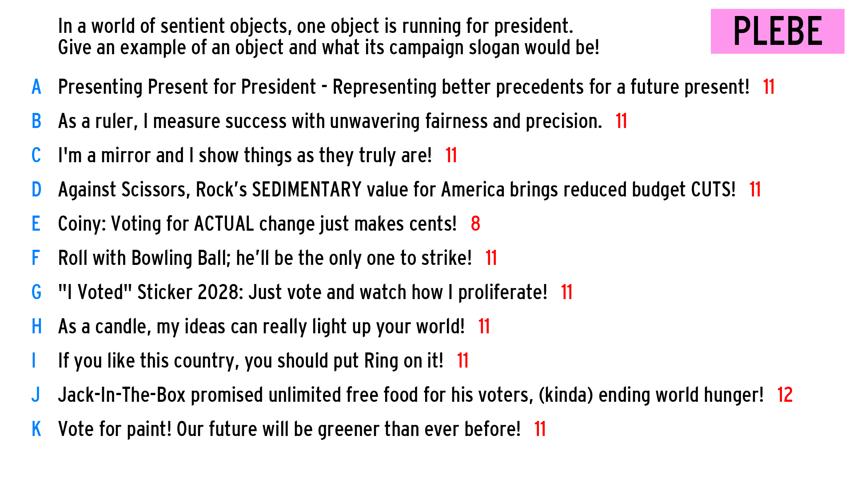 In a world of sentient objects, one object is running for president.
Give an example of an object and what its campaign slogan would be!
PLEBE
A Presenting Present for President - Representing better precedents for a future present! 11
B As a ruler, I measure success with unwavering fairness and precision. 11
C I'm a mirror and I show things as they truly are! 11
D Against Scissors, Rock's SEDIMENTARY value for America brings reduced budget CUTS! 11
E Coiny: Voting for ACTUAL change just makes cents! 8
F Roll with Bowling Ball; he'll be the only one to strike! 11
G "I Voted" Sticker 2028: Just vote and watch how I proliferate! 11
H As a candle, my ideas can really light up your world! 11
I If you like this country, you should put Ring on it! 11
J Jack-In-The-Box promised unlimited free food for his voters, (kinda) ending world hunger! 12
K Vote for paint! Our future will be greener than ever before! 11